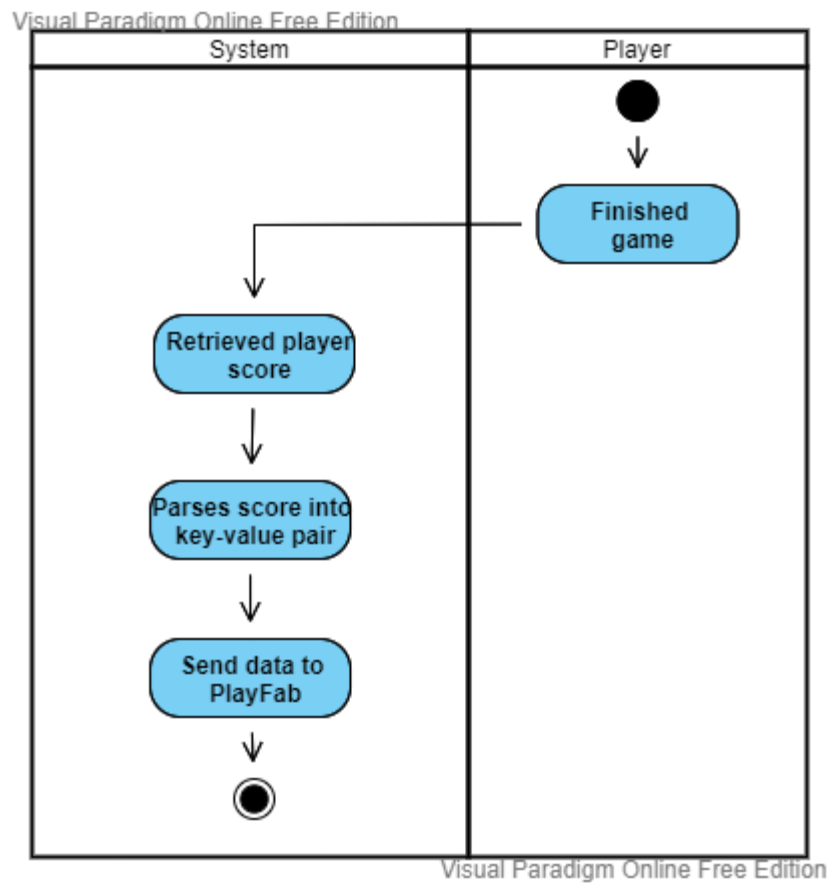 Visual Paradigm Online Free Edition
System
Player
Finished
game
Retrieved player
score
Parses score into
key-value pair
Send data to
PlayFab
Visual Paradigm Online Free Edition